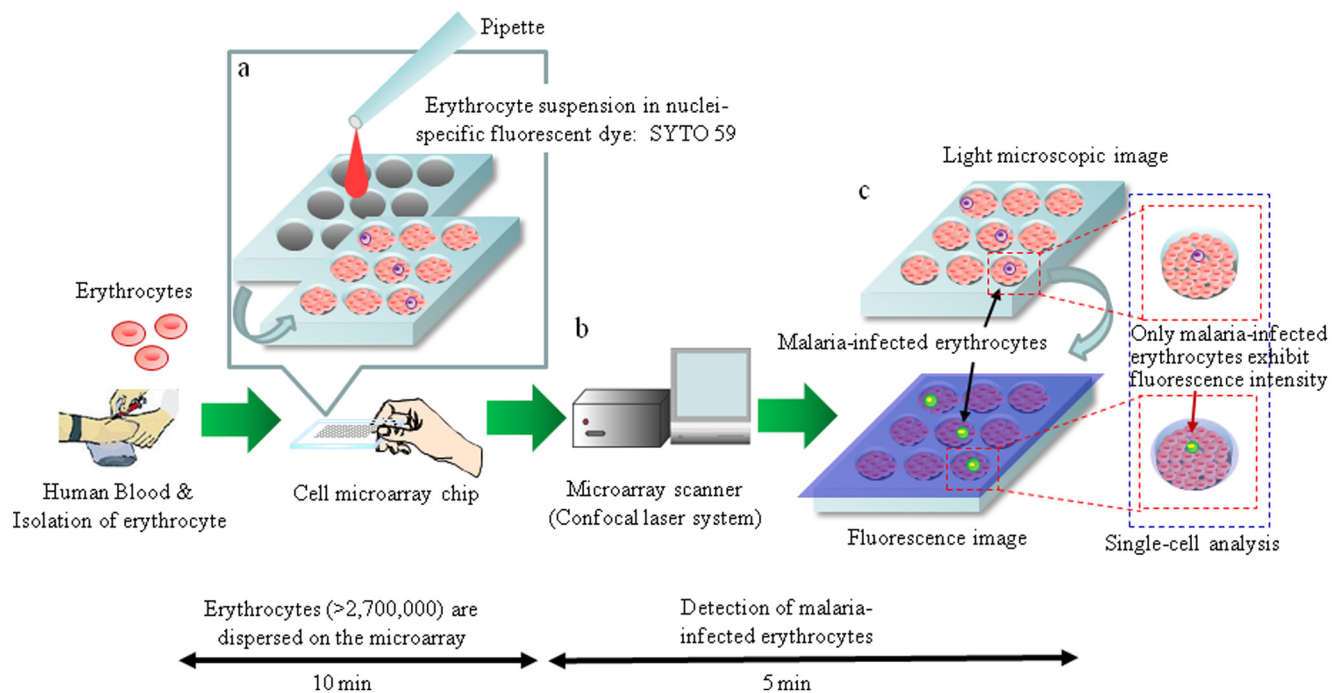 Pipette
a
Erythrocyte suspension in nuclei-
specific fluorescent dye: SYTO 59
Erythrocytes
Human Blood &
Isolation of erythrocyte
Cell microarray chip
b
Microarray scanner
(Confocal laser system)
c
Light microscopic image
Malaria-infected erythrocytes
Only malaria-infected
erythrocytes exhibit
fluorescence intensity
Fluorescence image
Single-cell analysis
Erythrocytes (>2,700,000) are
dispersed on the microarray
10 min
Detection of malaria-
infected erythrocytes
5 min